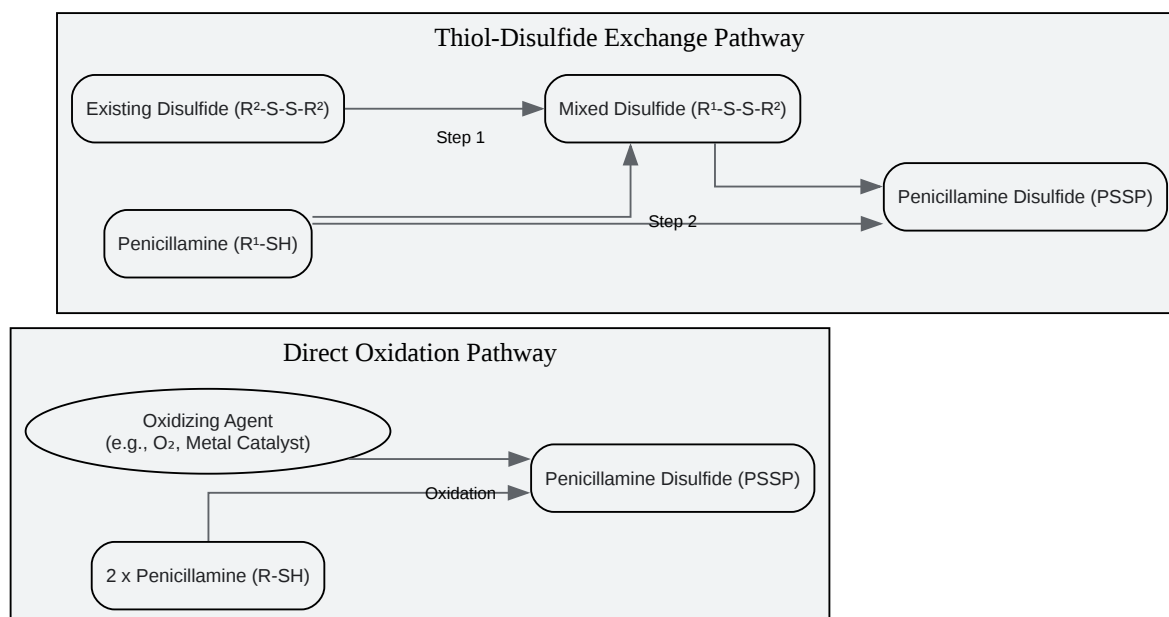 Thiol-Disulfide Exchange Pathway
Existing Disulfide (R²-S-S-R²)
Mixed Disulfide (R¹-S-S-R²)
Step 1
Penicillamine Disulfide (PSSP)
Step 2
Penicillamine (R¹-SH)
Direct Oxidation Pathway
Oxidizing Agent
(e.g., O₂, Metal Catalyst)
Penicillamine Disulfide (PSSP)
Oxidation
2 x Penicillamine (R-SH)